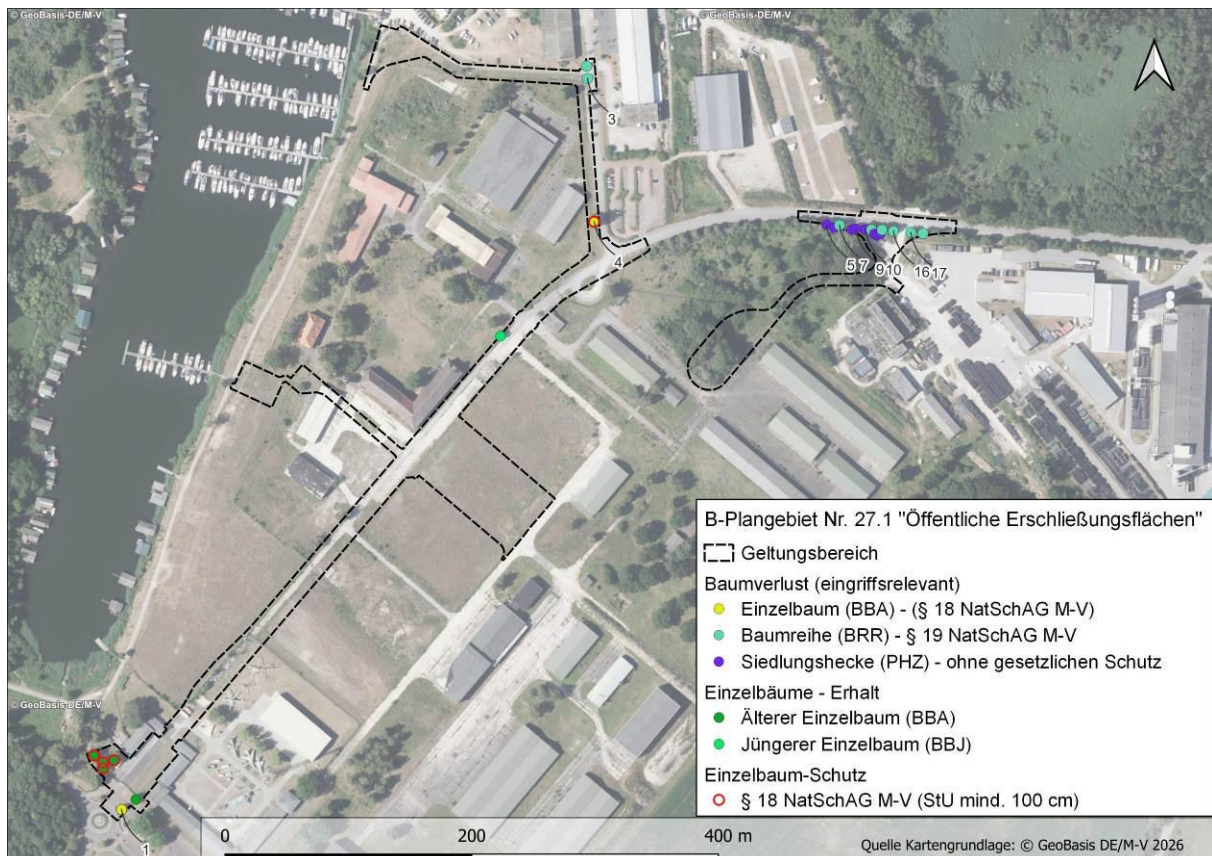 © GeoBasis-DE/M-V
© GeoBasis-DE/M-V
3
4
5 7 9 10 16 17
B-Plangebiet Nr. 27.1 "Öffentliche Erschließungsflächen"
Geltungsbereich
Baumverlust (eingriffsrelevant)
Einzelbaum (BBA) - (§ 18 NatSchAG M-V)
Baumreihe (BRR) - § 19 NatSchAG M-V
Siedlungshecke (PHZ) - ohne gesetzlichen Schutz
Einzelbäume - Erhalt
Älterer Einzelbaum (BBA)
Jüngerer Einzelbaum (BBJ)
Einzelbaum-Schutz
§ 18 NatSchAG M-V (StU mind. 100 cm)
© GeoBasis-DE/M-V
1
0 200 400 m
Quelle Kartengrundlage: © GeoBasis DE/M-V 2026